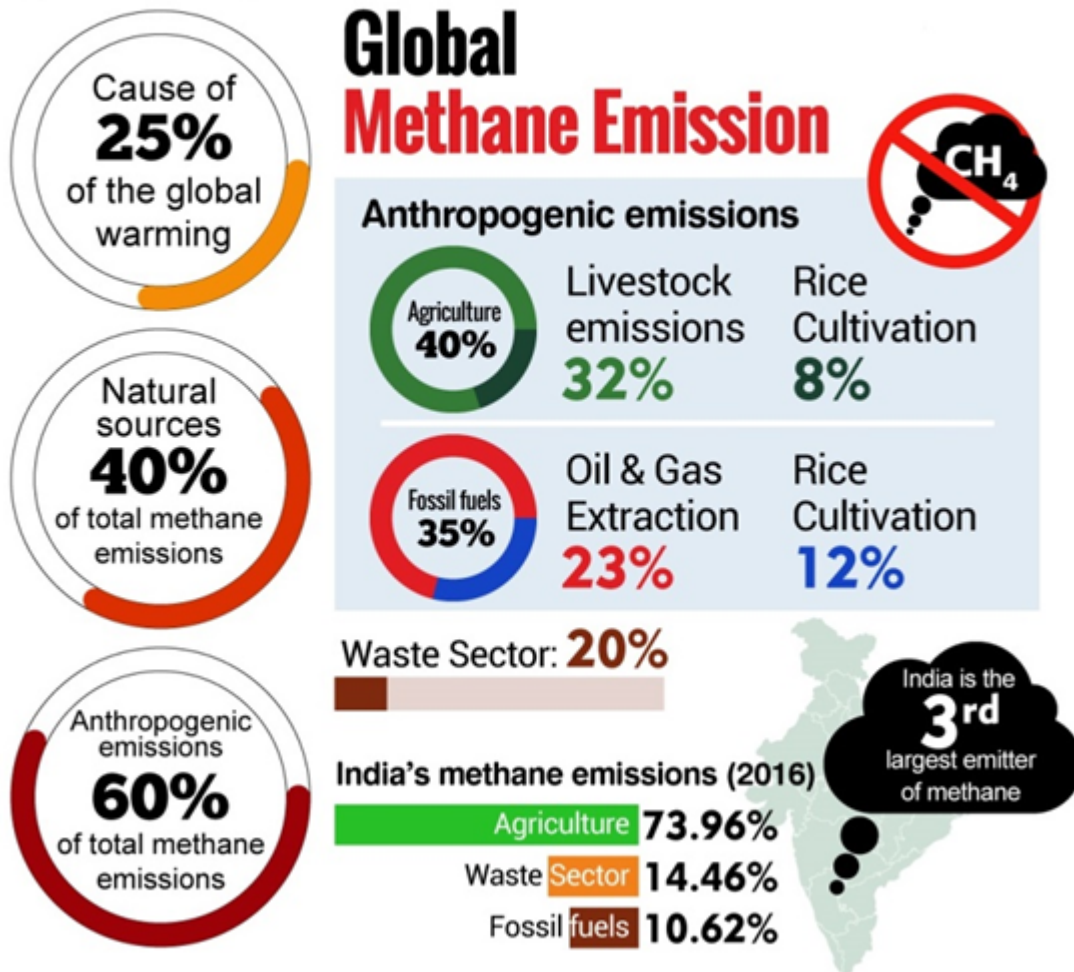 Global
Methane Emission
CH4
Cause of
25%
of the global
warming
Natural
sources
40%
of total methane
emissions
Anthropogenic
emissions
60%
of total methane
emissions
Anthropogenic emissions
Agriculture
40%
Livestock
emissions
32%
Rice
Cultivation
8%
Fossil fuels
35%
Oil & Gas
Extraction
23%
Rice
Cultivation
12%
Waste Sector: 20%
India is the
3rd
largest emitter
of methane
India's methane emissions (2016)
Agriculture 73.96%
Waste Sector 14.46%
Fossil fuels 10.62%